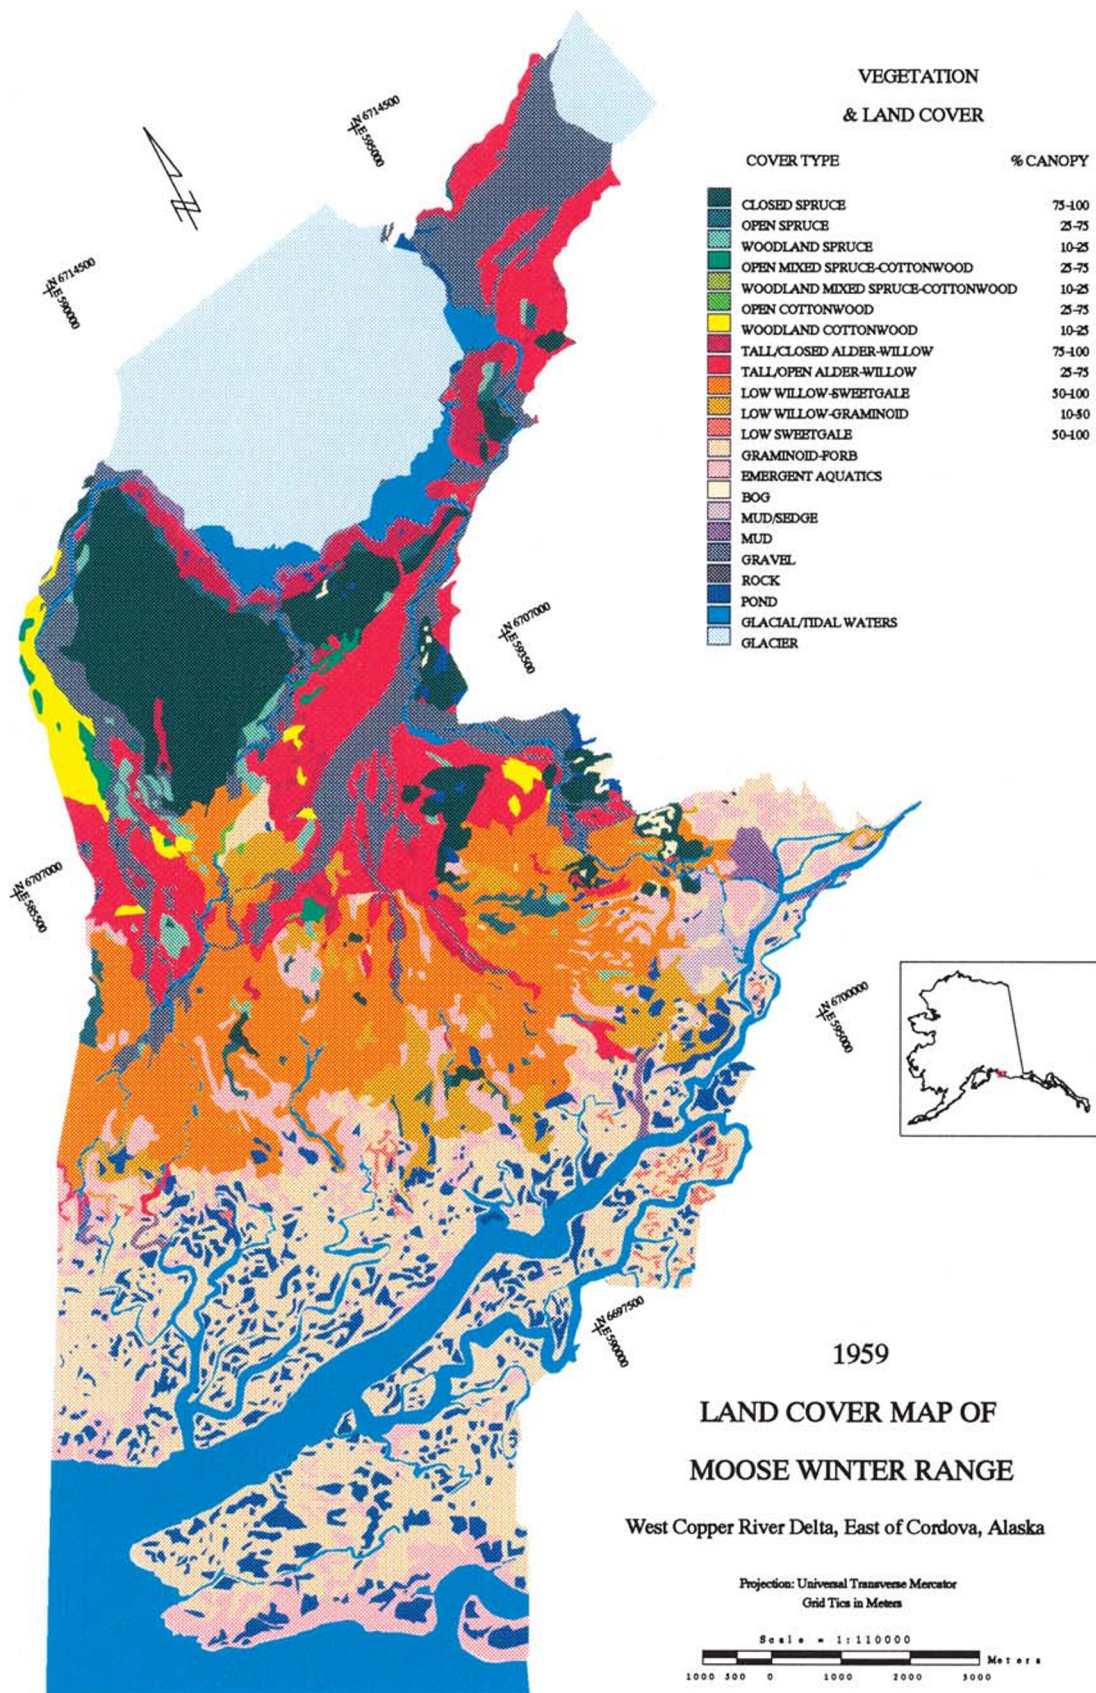 VEGETATION
& LAND COVER
COVER TYPE % CANOPY
CLOSED SPRUCE 75-100
OPEN SPRUCE 25-75
WOODLAND SPRUCE 10-25
OPEN MIXED SPRUCE-COTTONWOOD 25-75
WOODLAND MIXED SPRUCE-COTTONWOOD 10-25
OPEN COTTONWOOD 25-75
WOODLAND COTTONWOOD 10-25
TALL/CLOSED ALDER-WILLOW 75-100
TALL/OPEN ALDER-WILLOW 25-75
LOW WILLOW-SWEETGALE 50-100
LOW WILLOW-GRAMINOID 10-50
LOW SWEETGALE 50-100
GRAMINOID-FORB
EMERGENT AQUATICS
BOG
MUD/SEDGE
MUD
GRAVEL
ROCK
POND
GLACIAL/TIDAL WATERS
GLACIER
N 6714500
E 595000
N 6714500
E 590000
N 6707000
E 593500
N 6707000
E 585500
N 6700000
E 595000
N 6697500
E 590000
1959
LAND COVER MAP OF
MOOSE WINTER RANGE
West Copper River Delta, East of Cordova, Alaska
Projection: Universal Transverse Mercator
Grid Tics in Meters
Scale = 1:110000
Meters
1000 500 0 1000 2000 3000